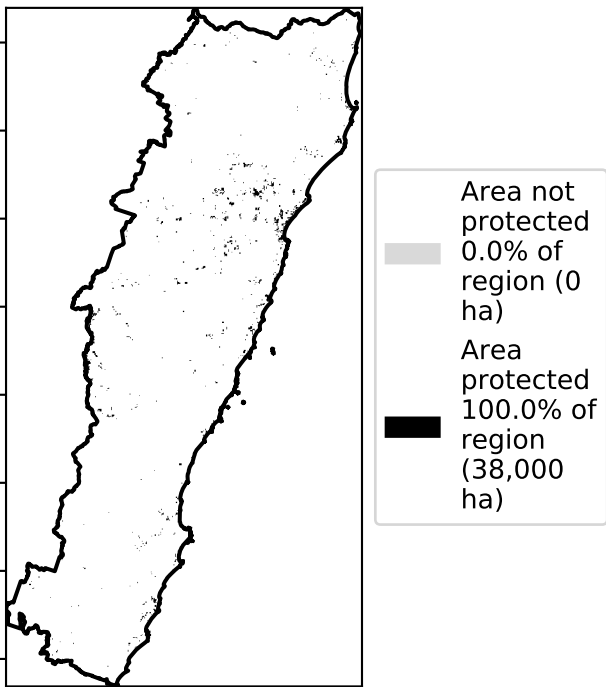 Area not
protected
0.0% of
region (0
ha)
Area
protected
100.0% of
region
(38,000
ha)